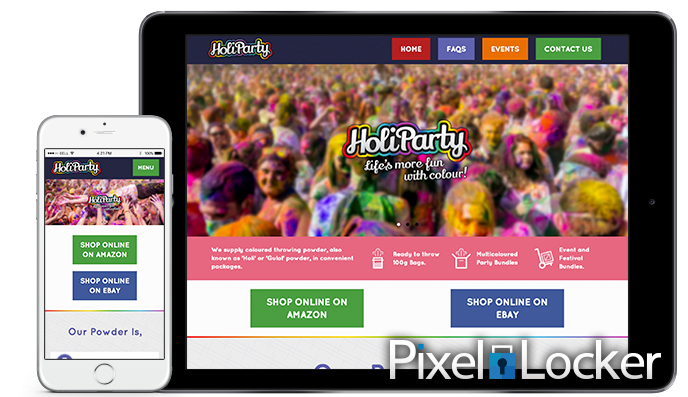 4:21 PM
100%
HoliParty
MENU
HoliParty
SHOP ONLINE
ON AMAZON
SHOP ONLINE
ON EBAY
Our Powder Is,
HoliParty
HOME
FAQS
EVENTS
CONTACT US
HoliParty
Life's more fun
with colour!
We supply coloured throwing powder, also
known as 'Holi' or 'Gulal' powder, in convenient
packages.
Ready to throw
100g Bags.
Multicoloured
Party Bundles
Event and
Festival
Bundles.
SHOP ONLINE ON
AMAZON
SHOP ONLINE ON
EBAY
Pixel Locker